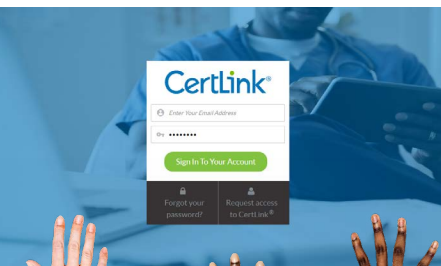 CertLink®
Enter Your Email Address
••••••••
Sign In To Your Account
Forgot your
password?
Request access
to CertLink®